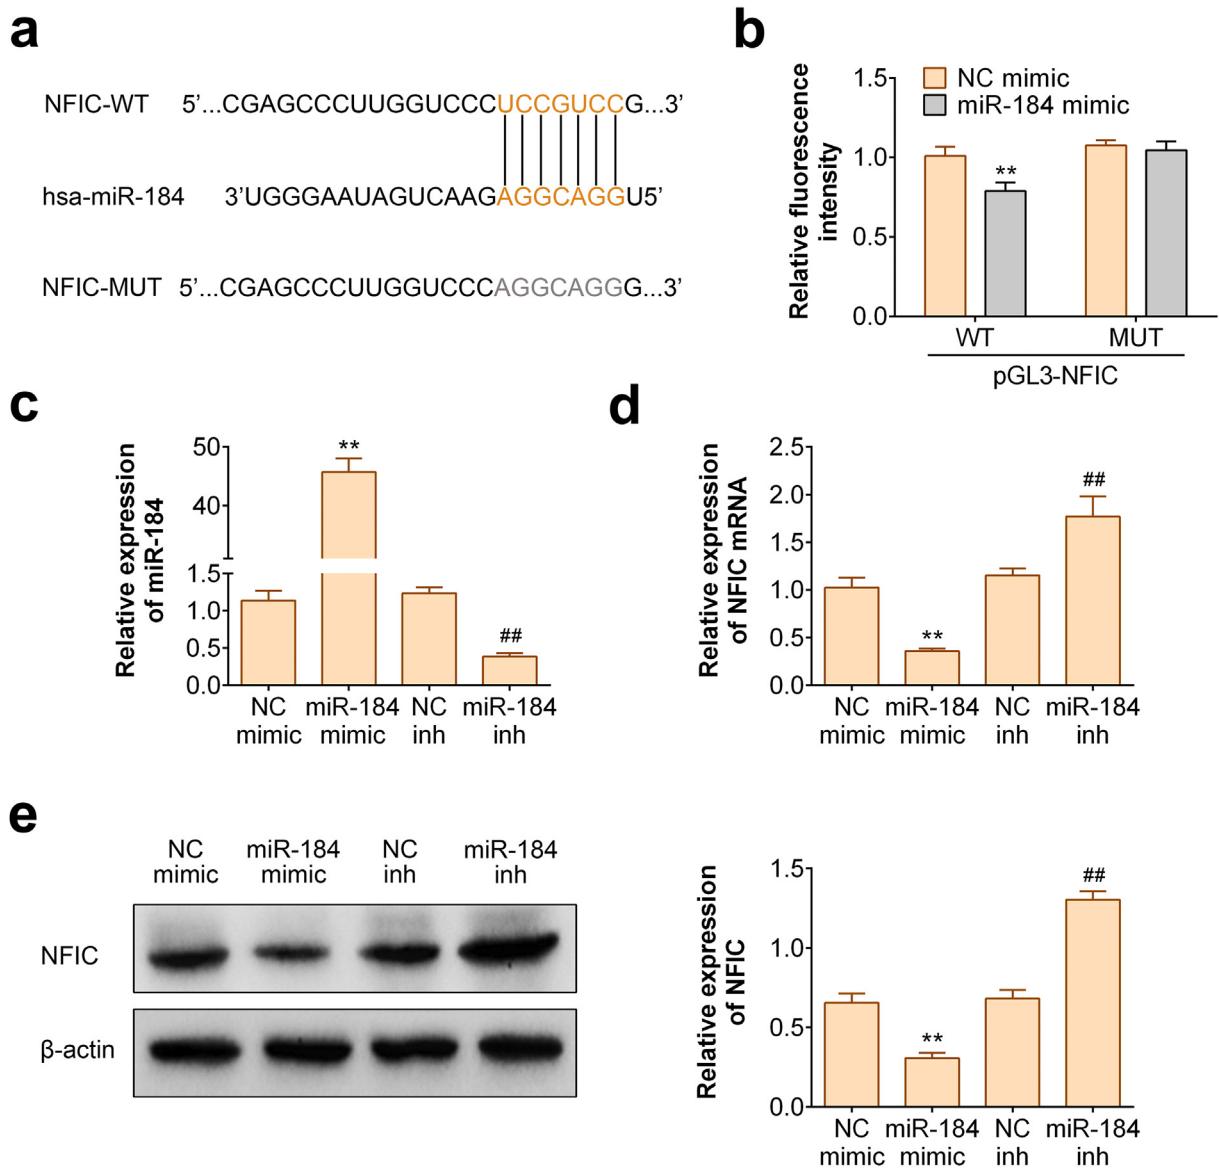 a
NFIC-WT 5’...CGAGCCCUUGGUCCCUCCGUCCG...3’
hsa-miR-184 3’UGGGAAUAGUCAAGAGGCAGGU5’
NFIC-MUT 5’...CGAGCCCUUGGUCCCAGGCAGGG...3’
b
Relative fluorescence
intensity
1.5
1.0
0.5
0.0
NC mimic
miR-184 mimic
**
WT MUT
pGL3-NFIC
c
Relative expression
of miR-184
50
40
1.5
1.0
0.5
0.0
**
##
NC miR-184 NC miR-184
mimic mimic inh inh
d
Relative expression
of NFIC mRNA
2.5
2.0
1.5
1.0
0.5
0.0
**
##
NC miR-184 NC miR-184
mimic mimic inh inh
e
NC miR-184 NC miR-184
mimic mimic inh inh
NFIC
β-actin
Relative expression
of NFIC
1.5
1.0
0.5
0.0
**
##
NC miR-184 NC miR-184
mimic mimic inh inh